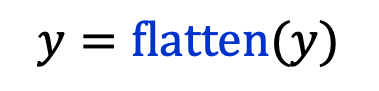 y = flatten(y)